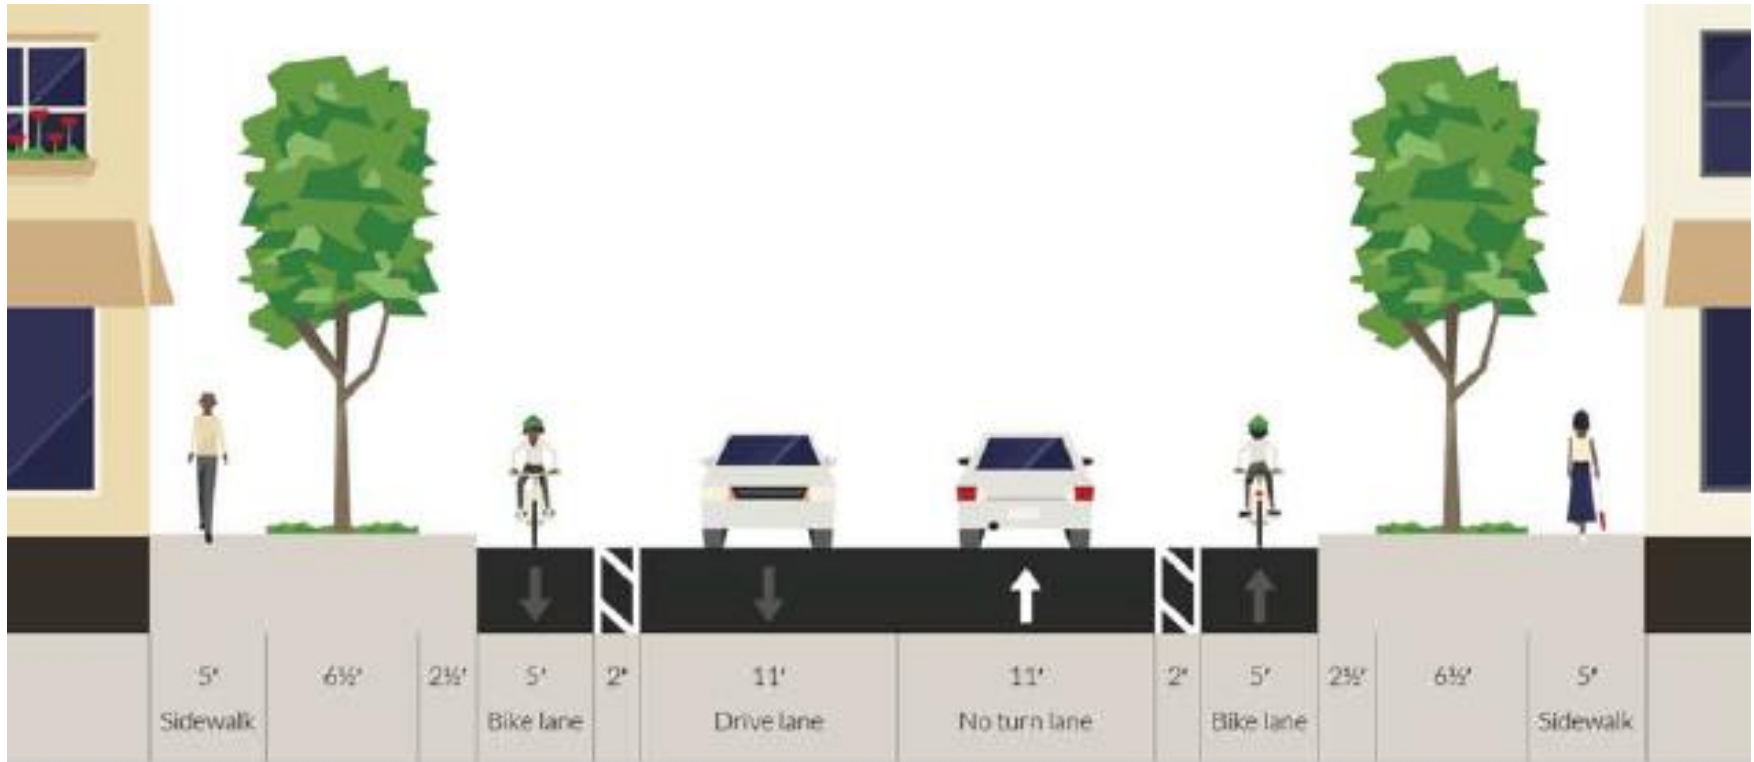 5' 6½' 2½' 5' 2' 11' 11' 2' 5' 2½' 6½' 5'
Sidewalk Bike lane Drive lane No turn lane Bike lane Sidewalk